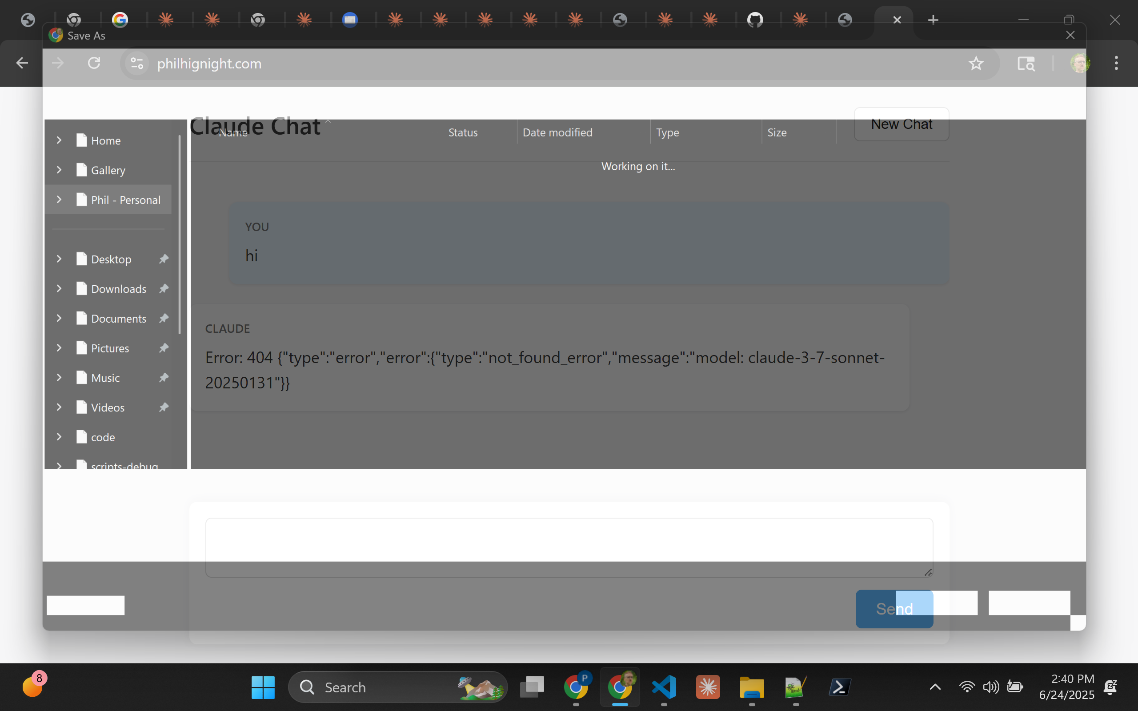 Save As
philhignight.com
Claude Chat
New Chat
Name
Status
Date modified
Type
Size
Working on it...
Home
Gallery
Phil - Personal
Desktop
Downloads
Documents
Pictures
Music
Videos
code
scripts-debug
YOU
hi
CLAUDE
Error: 404 {"type":"error","error":{"type":"not_found_error","message":"model: claude-3-7-sonnet-
20250131"}}
Send
8
Search
P
2:40 PM
6/24/2025